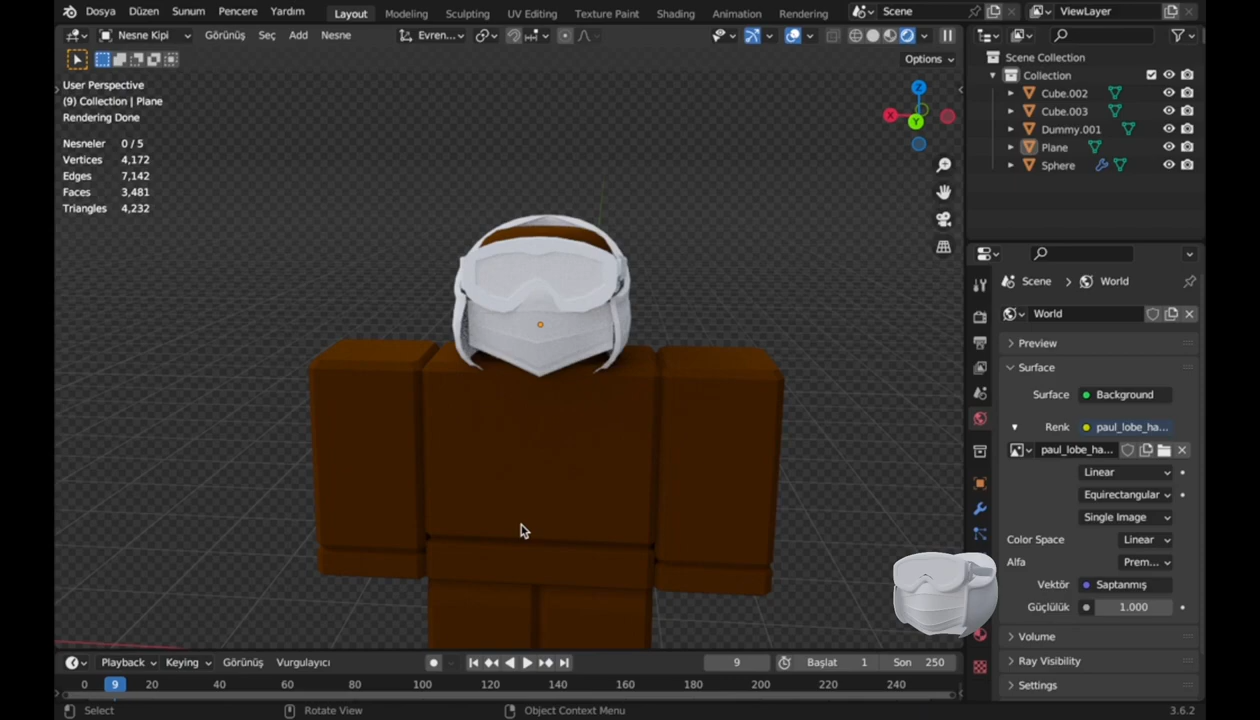 Dosya Düzen Sunum Pencere Yardım Layout Modeling Sculpting UV Editing Texture Paint Shading Animation Rendering Scene ViewLayer
Nesne Kipi Görünüş Seç Add Nesne Evren...
Options
User Perspective
(9) Collection | Plane
Rendering Done
Nesneler 0 / 5
Vertices 4,172
Edges 7,142
Faces 3,481
Triangles 4,232
X Y Z
Scene Collection
Collection
Cube.002
Cube.003
Dummy.001
Plane
Sphere
Scene > World
World
Preview
Surface
Surface Background
Renk paul_lobe_ha...
paul_lobe_ha...
Linear
Equirectangular
Single Image
Color Space Linear
Alfa Prem...
Vektör Saptanmış
Güçlülük 1.000
Volume
Ray Visibility
Settings
Playback Keying Görünüş Vurgulayıcı 9 Başlat 1 Son 250
0 9 20 40 60 80 100 120 140 160 180 200 220 240
Select Rotate View Object Context Menu 3.6.2